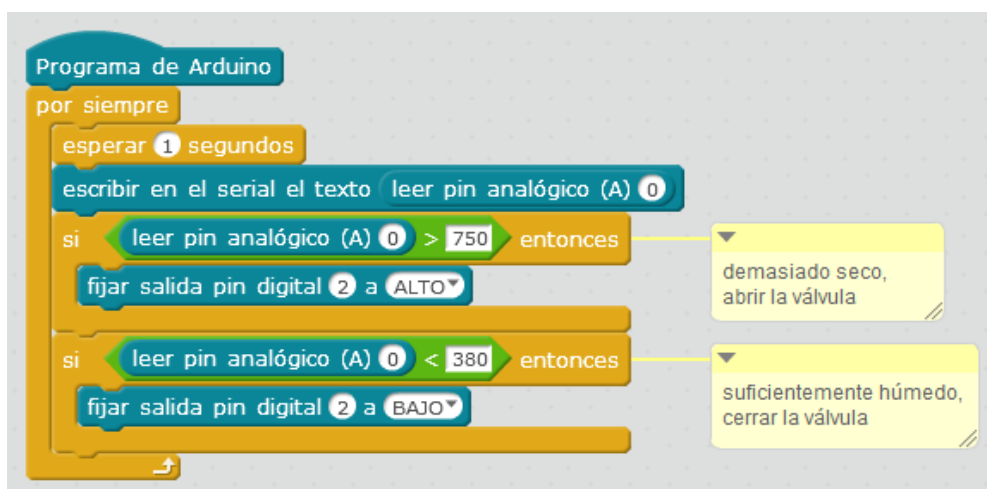 Programa de Arduino
por siempre
esperar 1 segundos
escribir en el serial el texto leer pin analógico (A) 0
si leer pin analógico (A) 0 > 750 entonces
demasiado seco,
abrir la válvula
fijar salida pin digital 2 a ALTO
si leer pin analógico (A) 0 < 380 entonces
suficientemente húmedo,
cerrar la válvula
fijar salida pin digital 2 a BAJO